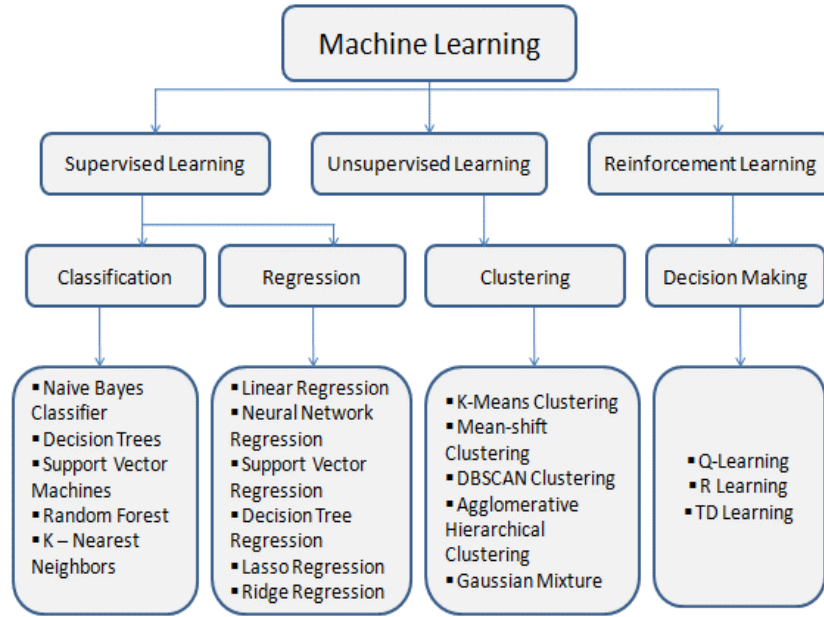 Machine Learning
Supervised Learning
Unsupervised Learning
Reinforcement Learning
Classification
Regression
Clustering
Decision Making
▪ Naive Bayes
Classifier
▪ Decision Trees
▪ Support Vector
Machines
▪ Random Forest
▪ K – Nearest
Neighbors
▪ Linear Regression
▪ Neural Network
Regression
▪ Support Vector
Regression
▪ Decision Tree
Regression
▪ Lasso Regression
▪ Ridge Regression
▪ K-Means Clustering
▪ Mean-shift
Clustering
▪ DBSCAN Clustering
▪ Agglomerative
Hierarchical
Clustering
▪ Gaussian Mixture
▪ Q-Learning
▪ R Learning
▪ TD Learning